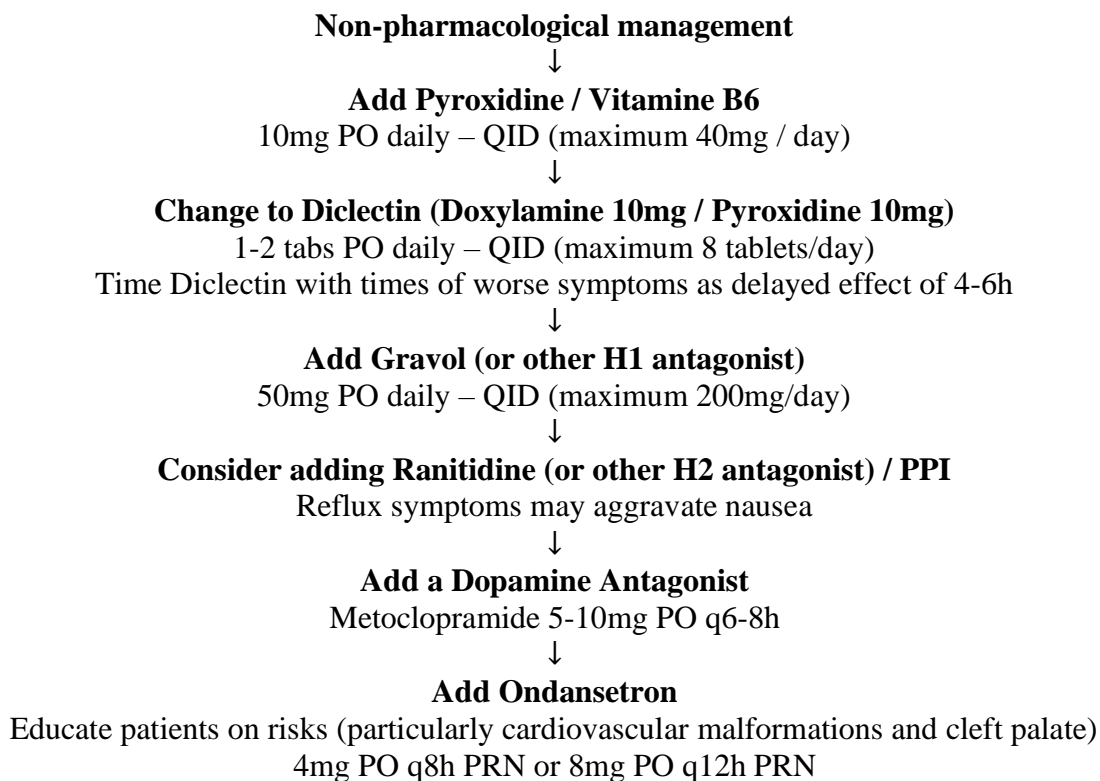 Non-pharmacological management
↓
Add Pyroxidine / Vitamine B6
10mg PO daily – QID (maximum 40mg / day)
↓
Change to Diclectin (Doxylamine 10mg / Pyroxidine 10mg)
1-2 tabs PO daily – QID (maximum 8 tablets/day)
Time Diclectin with times of worse symptoms as delayed effect of 4-6h
↓
Add Gravol (or other H1 antagonist)
50mg PO daily – QID (maximum 200mg/day)
↓
Consider adding Ranitidine (or other H2 antagonist) / PPI
Reflux symptoms may aggravate nausea
↓
Add a Dopamine Antagonist
Metoclopramide 5-10mg PO q6-8h
↓
Add Ondansetron
Educate patients on risks (particularly cardiovascular malformations and cleft palate)
4mg PO q8h PRN or 8mg PO q12h PRN